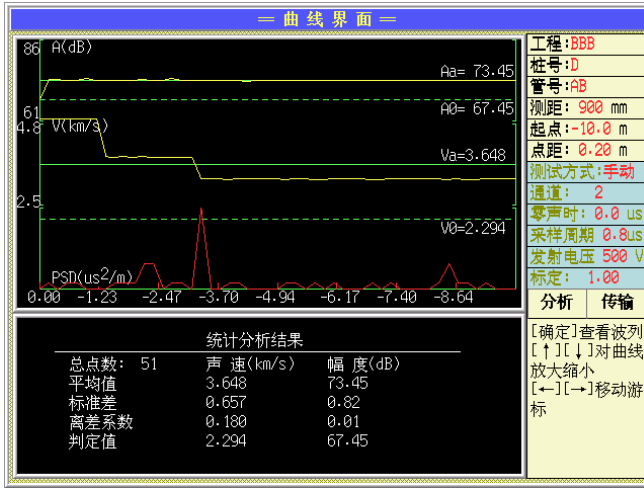 ＝ 曲 线 界 面 ＝
86 A(dB)
Aa= 73.45
A0= 67.45
61
4.8 V(km/s)
Va=3.648
2.5
V0=2.294
PSD(us2/m)
0.00 -1.23 -2.47 -3.70 -4.94 -6.17 -7.40 -8.64
统计分析结果
总点数: 51 声 速(km/s) 幅 度(dB)
平均值 3.648 73.45
标准差 0.657 0.82
离差系数 0.180 0.01
判定值 2.294 67.45
工程:BBB
桩号:D
管号:AB
测距: 900 mm
起点:-10.0 m
点距: 0.20 m
测试方式:手动
通道: 2
零声时: 0.0 us
采样周期 0.8us
发射电压 500 V
标定: 1.00
分析 传输
[确定]查看波列
[↑][↓]对曲线
放大缩小
[←][→]移动游
标